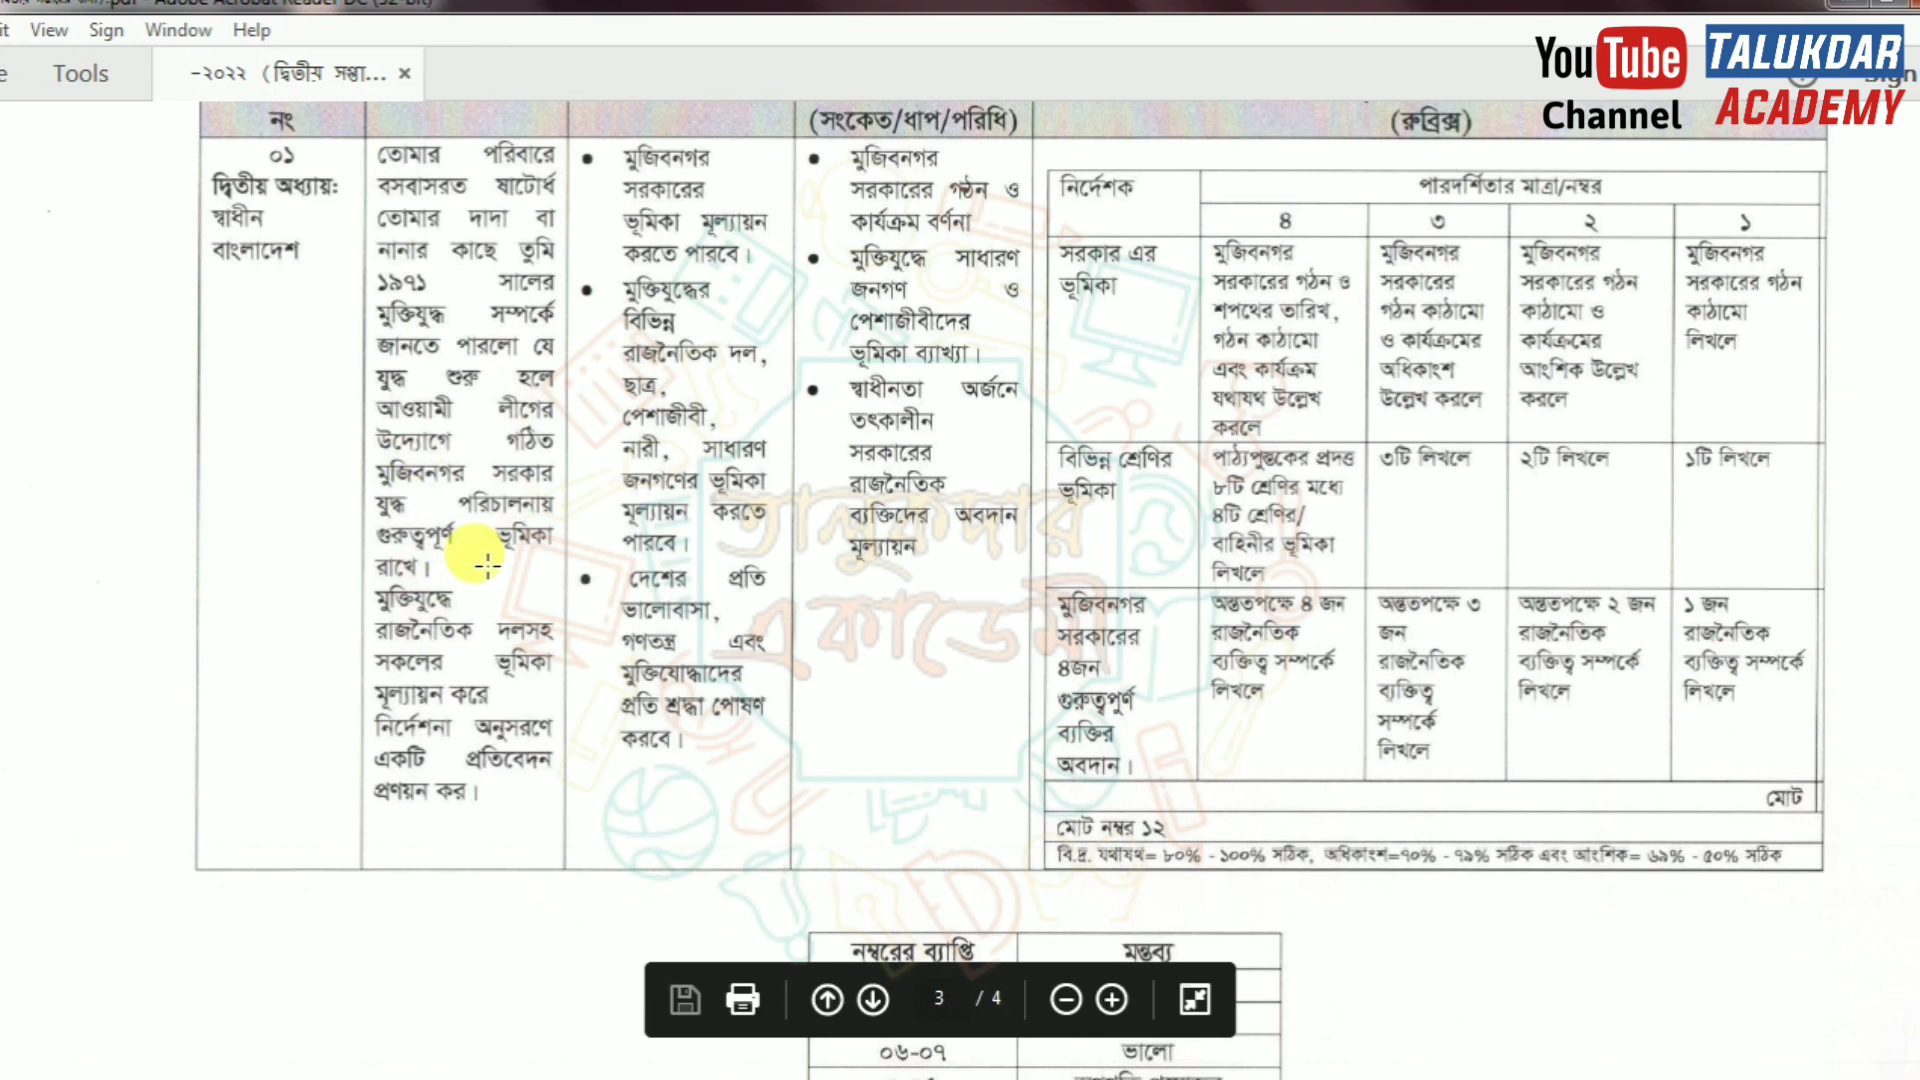 View Sign Window Help
Tools
-২০২২ (দ্বিতীয় সপ্তা... ×
YouTube
Channel
TALUKDAR
ACADEMY
নং
(সংকেত/ধাপ/পরিধি)
(রুব্রিক্স)
০১
দ্বিতীয় অধ্যায়:
স্বাধীন
বাংলাদেশ
তোমার পরিবারে
বসবাসরত ষাটোর্ধ
তোমার দাদা বা
নানার কাছে তুমি
১৯৭১ সালের
মুক্তিযুদ্ধ সম্পর্কে
জানতে পারলো যে
যুদ্ধ শুরু হলে
আওয়ামী লীগের
উদ্যোগে গঠিত
মুজিবনগর সরকার
যুদ্ধ পরিচালনায়
গুরুত্বপূর্ণ ভূমিকা
রাখে।
মুক্তিযুদ্ধে
রাজনৈতিক দলসহ
সকলের ভূমিকা
মূল্যায়ন করে
নির্দেশনা অনুসরণে
একটি প্রতিবেদন
প্রণয়ন কর।
● মুজিবনগর
সরকারের
ভূমিকা মূল্যায়ন
করতে পারবে।
● মুক্তিযুদ্ধের
বিভিন্ন
রাজনৈতিক দল,
ছাত্র,
পেশাজীবী,
নারী, সাধারণ
জনগণের ভূমিকা
মূল্যায়ন করতে
পারবে।
● দেশের প্রতি
ভালোবাসা,
গণতন্ত্র এবং
মুক্তিযোদ্ধাদের
প্রতি শ্রদ্ধা পোষণ
করবে।
● মুজিবনগর
সরকারের গঠন ও
কার্যক্রম বর্ণনা
● মুক্তিযুদ্ধে সাধারণ
জনগণ ও
পেশাজীবীদের
ভূমিকা ব্যাখ্যা।
● স্বাধীনতা অর্জনে
তৎকালীন
সরকারের
রাজনৈতিক
ব্যক্তিদের অবদান
মূল্যায়ন
নির্দেশক
পারদর্শিতার মাত্রা/নম্বর
৪ ৩ ২ ১
সরকার এর
ভূমিকা
মুজিবনগর
সরকারের গঠন ও
শপথের তারিখ,
গঠন কাঠামো
এবং কার্যক্রম
যথাযথ উল্লেখ
করলে
মুজিবনগর
সরকারের
গঠন কাঠামো
ও কার্যক্রমের
অধিকাংশ
উল্লেখ করলে
মুজিবনগর
সরকারের গঠন
কাঠামো ও
কার্যক্রমের
আংশিক উল্লেখ
করলে
মুজিবনগর
সরকারের গঠন
কাঠামো
লিখলে
বিভিন্ন শ্রেণির
ভূমিকা
পাঠ্যপুস্তকের প্রদত্ত
৮টি শ্রেণির মধ্যে
৪টি শ্রেণির/
বাহিনীর ভূমিকা
লিখলে
৩টি লিখলে
২টি লিখলে
১টি লিখলে
মুজিবনগর
সরকারের
৪জন
গুরুত্বপূর্ণ
ব্যক্তির
অবদান।
অন্ততপক্ষে ৪ জন
রাজনৈতিক
ব্যক্তিত্ব সম্পর্কে
লিখলে
অন্ততপক্ষে ৩
জন
রাজনৈতিক
ব্যক্তিত্ব
সম্পর্কে
লিখলে
অন্ততপক্ষে ২ জন
রাজনৈতিক
ব্যক্তিত্ব সম্পর্কে
লিখলে
১ জন
রাজনৈতিক
ব্যক্তিত্ব সম্পর্কে
লিখলে
মোট
মোট নম্বর ১২
বি.দ্র. যথাযথ= ৮০% - ১০০% সঠিক, অধিকাংশ=৭০% - ৭৯% সঠিক এবং আংশিক= ৬৯% - ৫০% সঠিক
তালুকদার
একাডেমী
নম্বরের ব্যাপ্তি মন্তব্য
3 / 4
০৬-০৭ ভালো